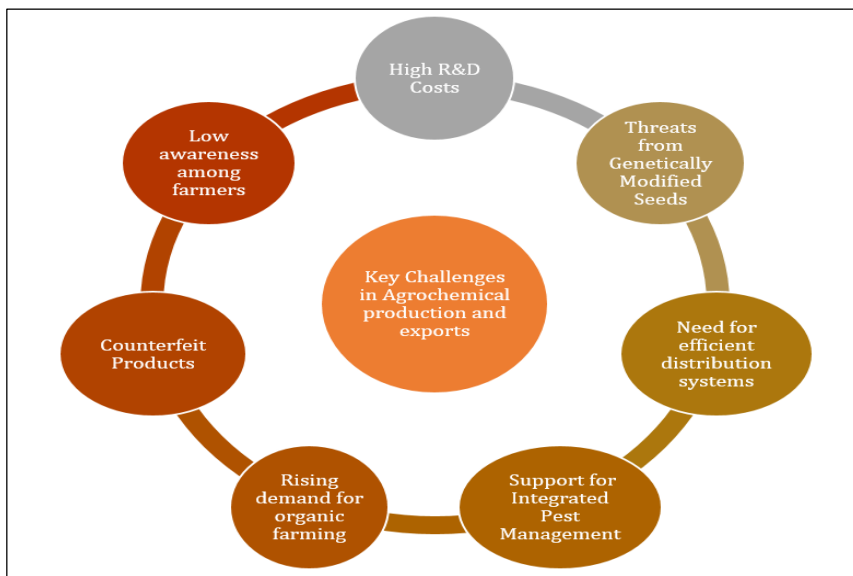 High R&D
Costs
Threats
from
Genetically
Modified
Seeds
Need for
efficient
distribution
systems
Support for
Integrated
Pest
Management
Rising
demand for
organic
farming
Counterfeit
Products
Low
awareness
among
farmers
Key Challenges
in Agrochemical
production and
exports